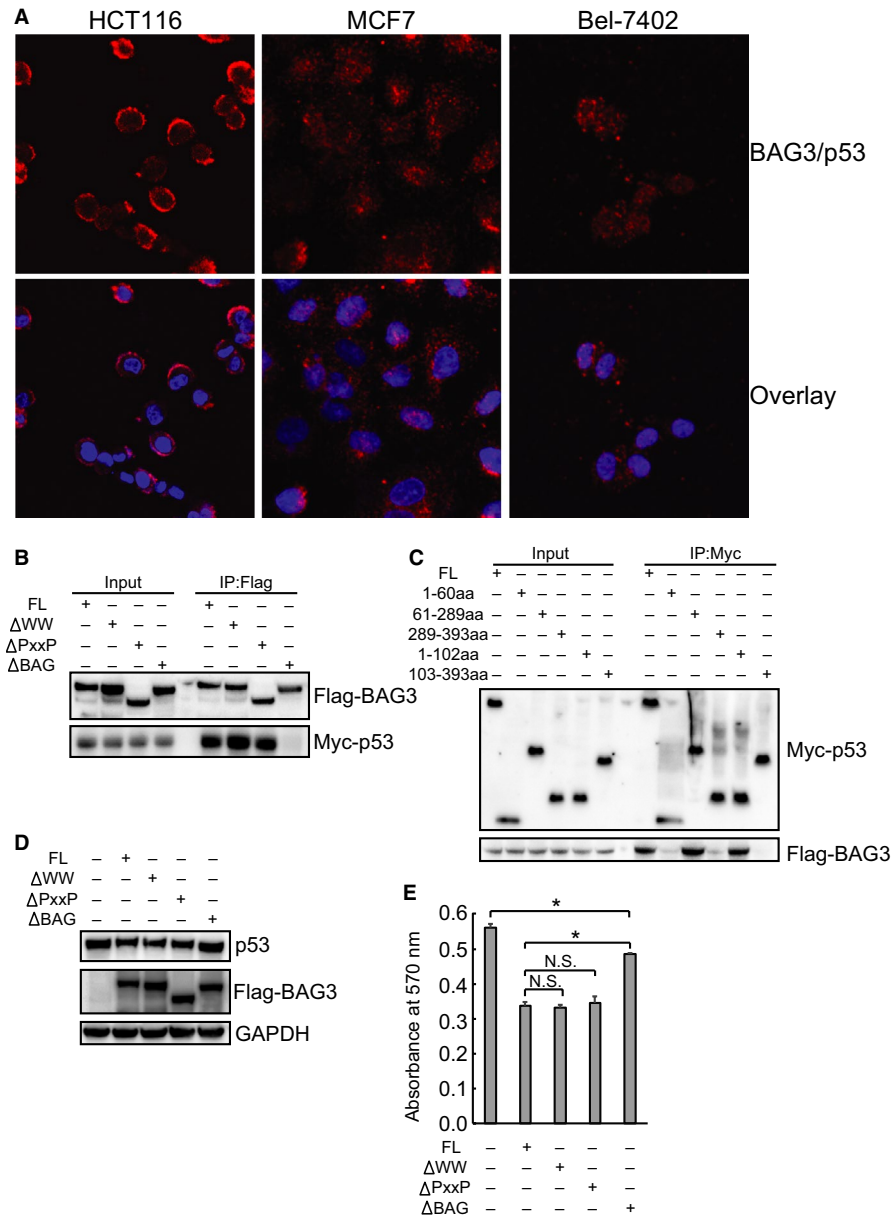 A
HCT116 MCF7 Bel-7402
BAG3/p53
Overlay
B
Input IP:Flag
FL + – – – + – – –
ΔWW – + – – – + – –
ΔPxxP – – + – – – + –
ΔBAG – – – + – – – +
Flag-BAG3
Myc-p53
C
Input IP:Myc
FL + – – – – – + – – – – –
1-60aa – + – – – – – + – – – –
61-289aa – – + – – – – – + – – –
289-393aa – – – + – – – – – + – –
1-102aa – – – – + – – – – – + –
103-393aa – – – – – + – – – – – +
Myc-p53
Flag-BAG3
D
FL – + – – –
ΔWW – – + – –
ΔPxxP – – – + –
ΔBAG – – – – +
p53
Flag-BAG3
GAPDH
E
Absorbance at 570 nm
0.6
0.5
0.4
0.3
0.2
0.1
0.0
*
*
N.S.
N.S.
FL – + – – –
ΔWW – – + – –
ΔPxxP – – – + –
ΔBAG – – – – +